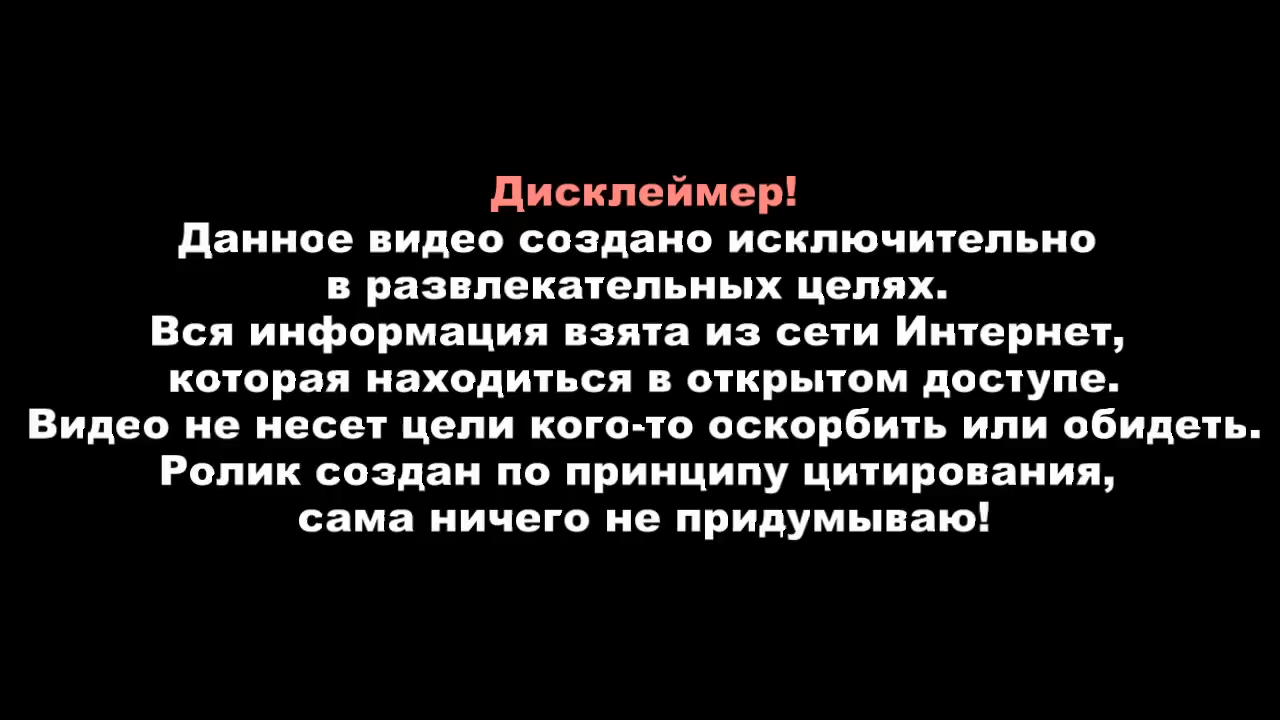 Дисклеймер!
Данное видео создано исключительно
в развлекательных целях.
Вся информация взята из сети Интернет,
которая находиться в открытом доступе.
Видео не несет цели кого-то оскорбить или обидеть.
Ролик создан по принципу цитирования,
сама ничего не придумываю!